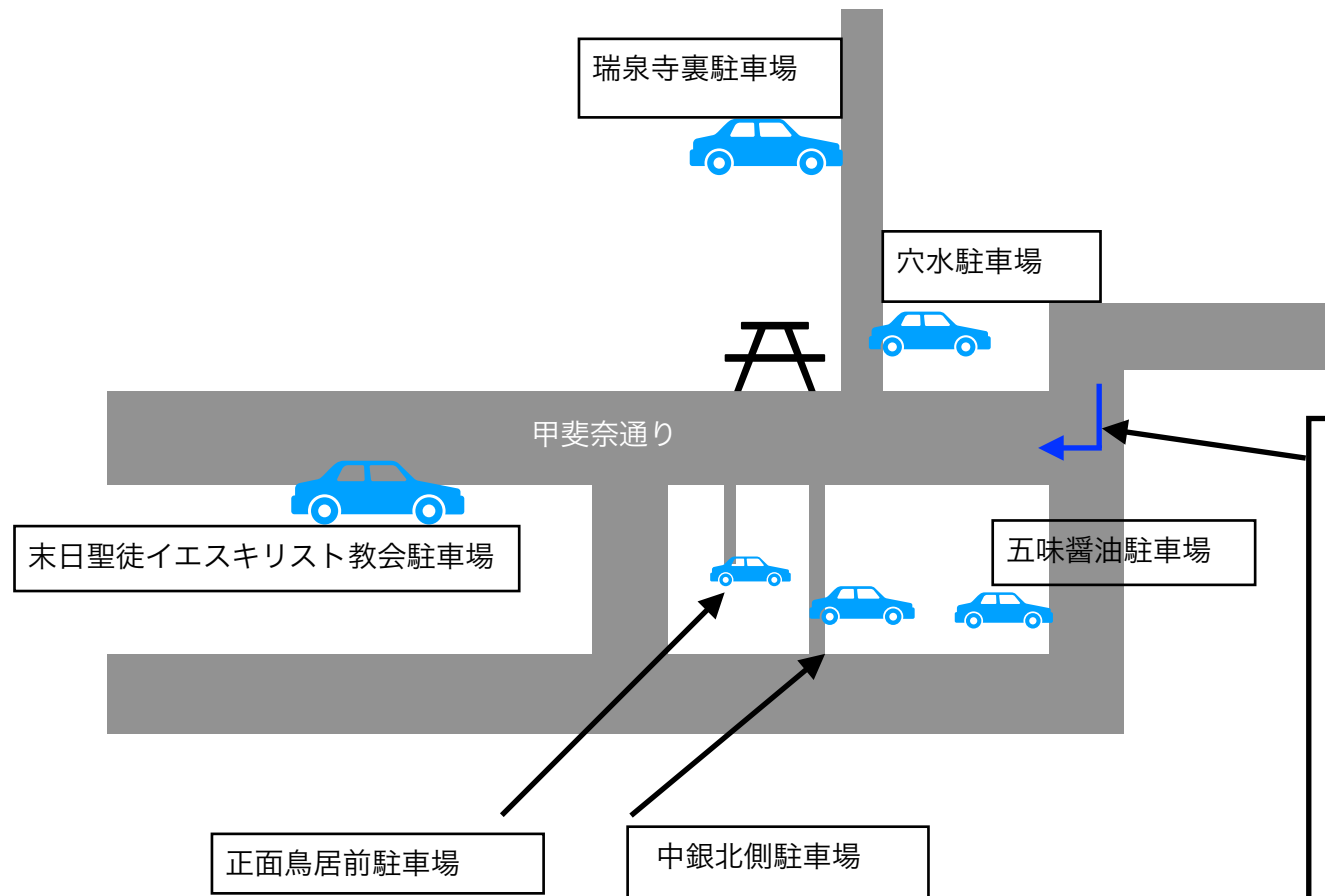 瑞泉寺裏駐車場
穴水駐車場
甲斐奈通り
末日聖徒イエスキリスト教会駐車場
五味醤油駐車場
正面鳥居前駐車場
中銀北側駐車場